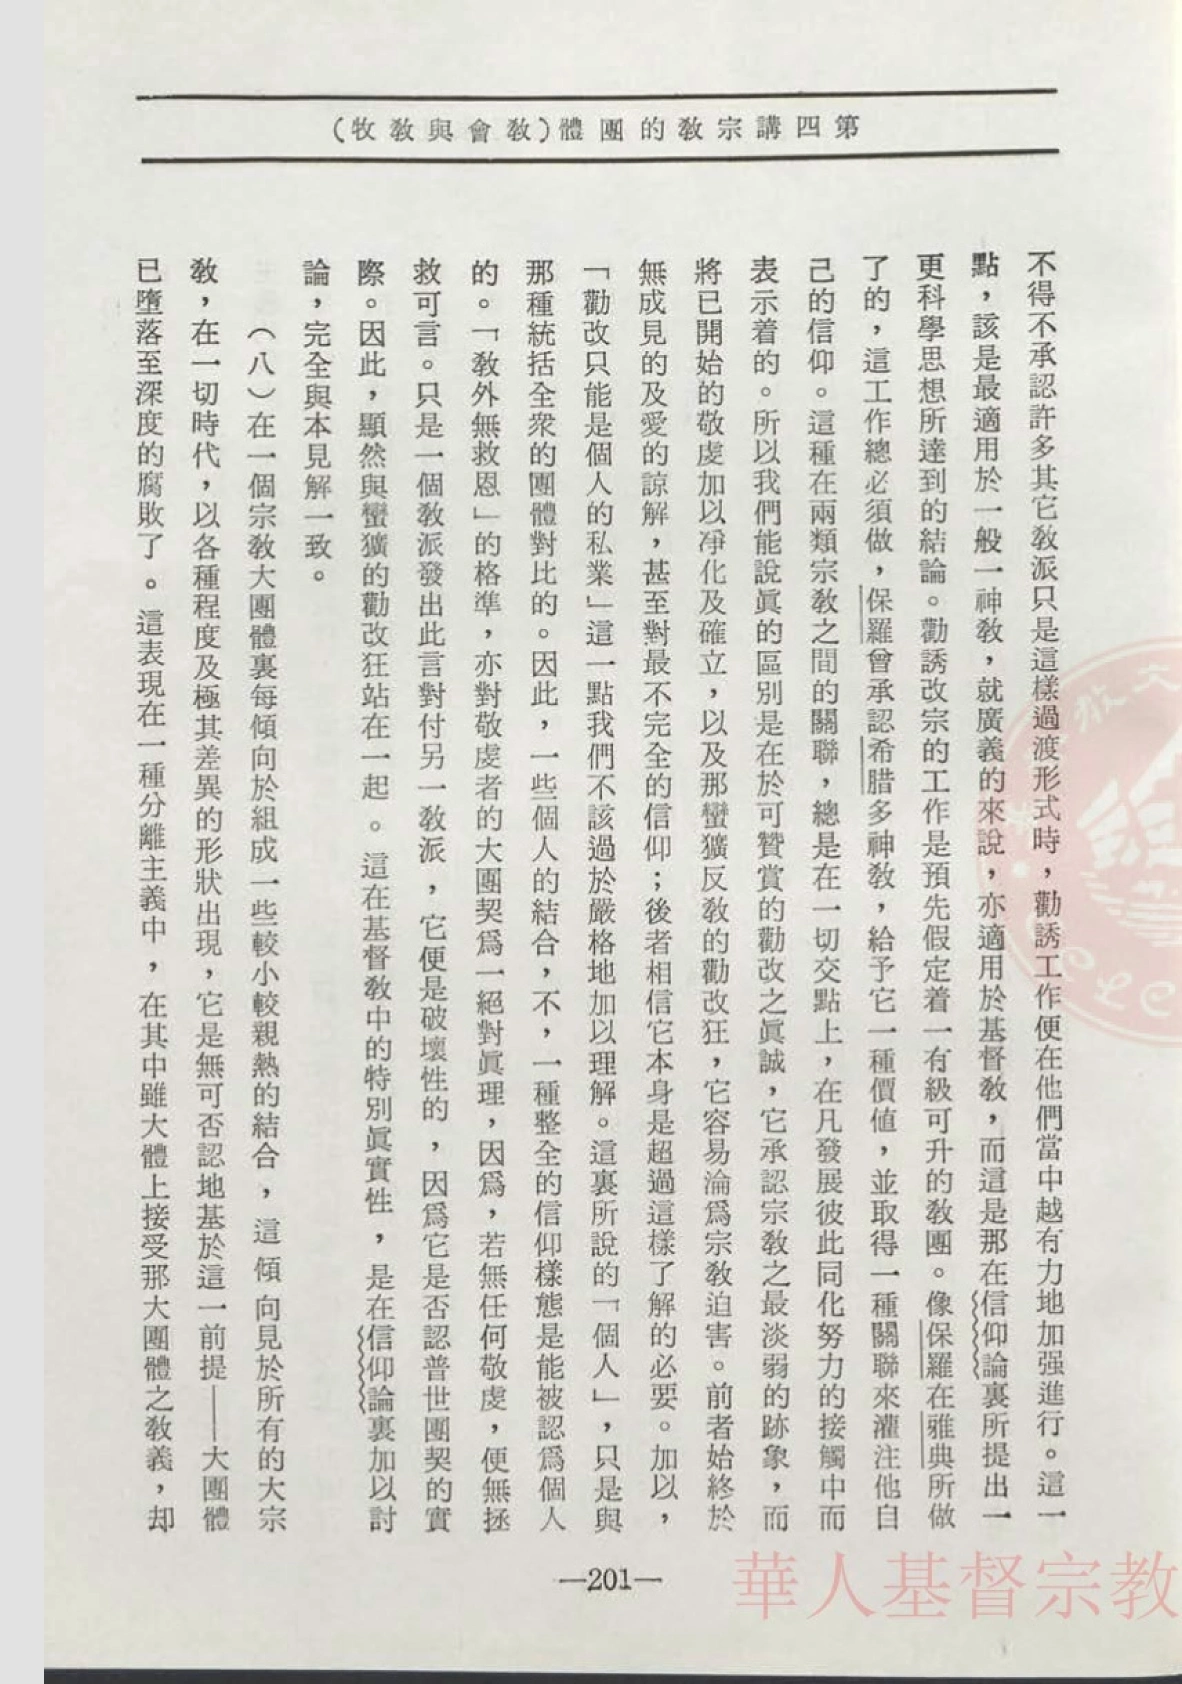 第四講宗教的團體(教會與教牧)
不得不承認許多其它教派只是這樣過渡形式時，勸誘工作便在他們當中越有力地加强進行。這一
點，該是最適用於一般一神教，就廣義的來說，亦適用於基督教，而這是那在信仰論裏所提出一
更科學思想所達到的結論。勸誘改宗的工作是預先假定着一有級可升的教團。像保羅在雅典所做
了的，這工作總必須做，保羅曾承認希腊多神教，給予它一種價値，並取得一種關聯來灌注他自
己的信仰。這種在兩類宗教之間的關聯，總是在一切交點上，在凡發展彼此同化努力的接觸中而
表示着的。所以我們能說眞的區別是在於可贊賞的勸改之眞誠，它承認宗教之最淡弱的跡象，而
將已開始的敬虔加以凈化及確立，以及那蠻獷反教的勸改狂，它容易淪爲宗教迫害。前者始終於
無成見的及愛的諒解，甚至對最不完全的信仰；後者相信它本身是超過這樣了解的必要。加以，
「勸改只能是個人的私業」這一點我們不該過於嚴格地加以理解。這裏所說的「個人」，只是與
那種統括全衆的團體對比的。因此，一些個人的結合，不，一種整全的信仰樣態是能被認爲個人
的。「教外無救恩」的格準，亦對敬虔者的大團契爲一絕對眞理，因爲，若無任何敬虔，便無拯
救可言。只是一個教派發出此言對付另一教派，它便是破壞性的，因爲它是否認普世團契的實
際。因此，顯然與蠻獷的勸改狂站在一起。這在基督教中的特別眞實性，是在信仰論裏加以討
論，完全與本見解一致。
（八）在一個宗教大團體裏每傾向於組成一些較小較親熱的結合，這傾向見於所有的大宗
教，在一切時代，以各種程度及極其差異的形狀出現，它是無可否認地基於這一前提——大團體
已墮落至深度的腐敗了。這表現在一種分離主義中，在其中雖大體上接受那大團體之教義，却
—201—
華人基督宗教